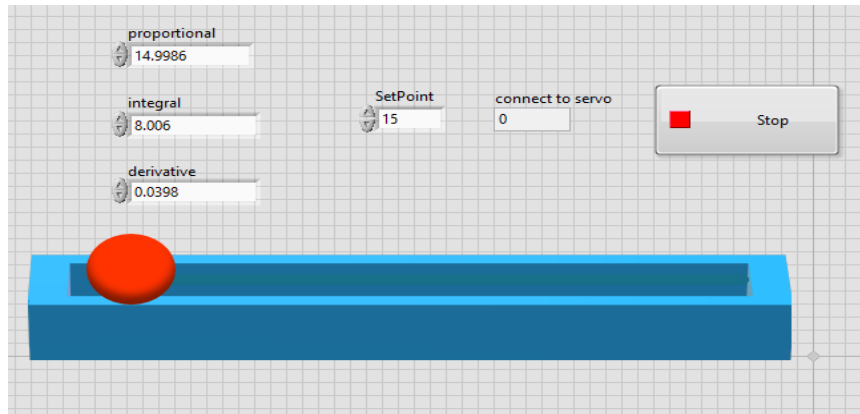 proportional
14.9986
integral
8.006
derivative
0.0398
SetPoint
15
connect to servo
0
Stop